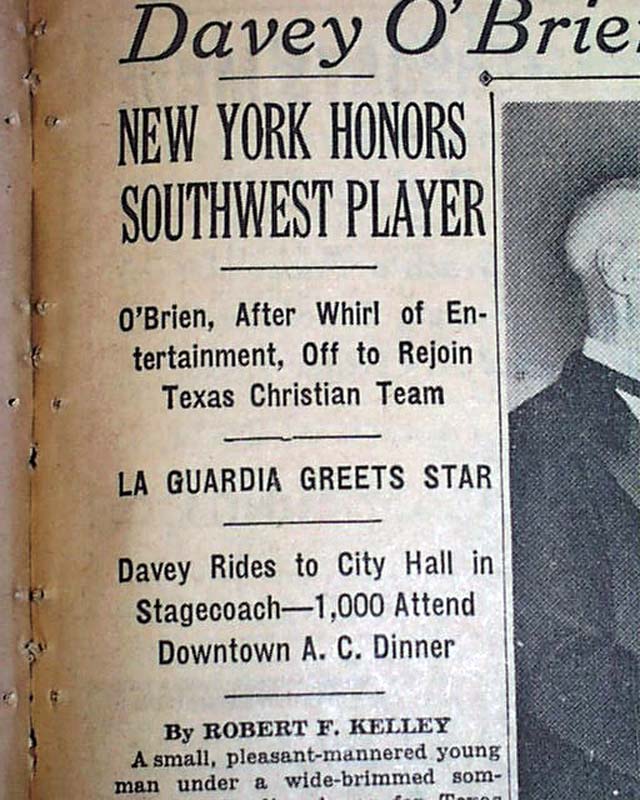 Davey O'Brie
NEW YORK HONORS
SOUTHWEST PLAYER
O'Brien, After Whirl of En-
tertainment, Off to Rejoin
Texas Christian Team
LA GUARDIA GREETS STAR
Davey Rides to City Hall in
Stagecoach—1,000 Attend
Downtown A. C. Dinner
By ROBERT F. KELLEY
A small, pleasant-mannered young
man under a wide-brimmed som-
for Texas